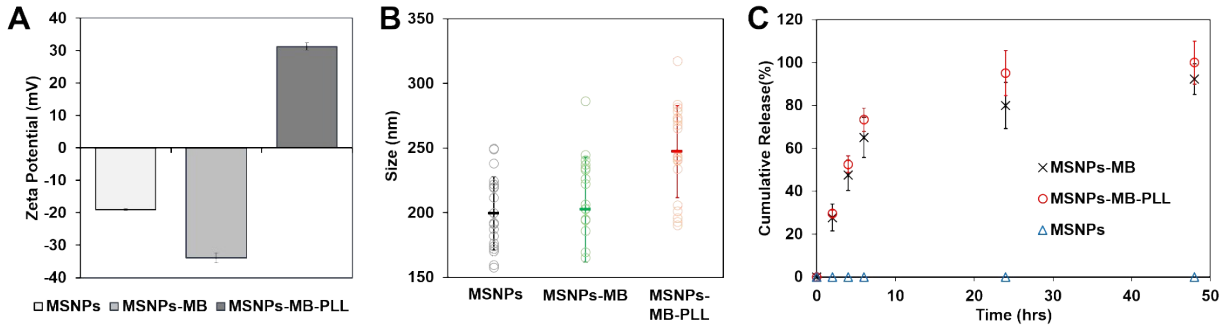 A
Zeta Potential (mV)
40
30
20
10
0
-10
-20
-30
-40
MSNPs MSNPs-MB MSNPs-MB-PLL
B
Size (nm)
350
300
250
200
150
MSNPs MSNPs-MB MSNPs-
MB-PLL
C
Cumulative Release(%)
120
100
80
60
40
20
0
MSNPs-MB
MSNPs-MB-PLL
MSNPs
0 10 20 30 40 50
Time (hrs)